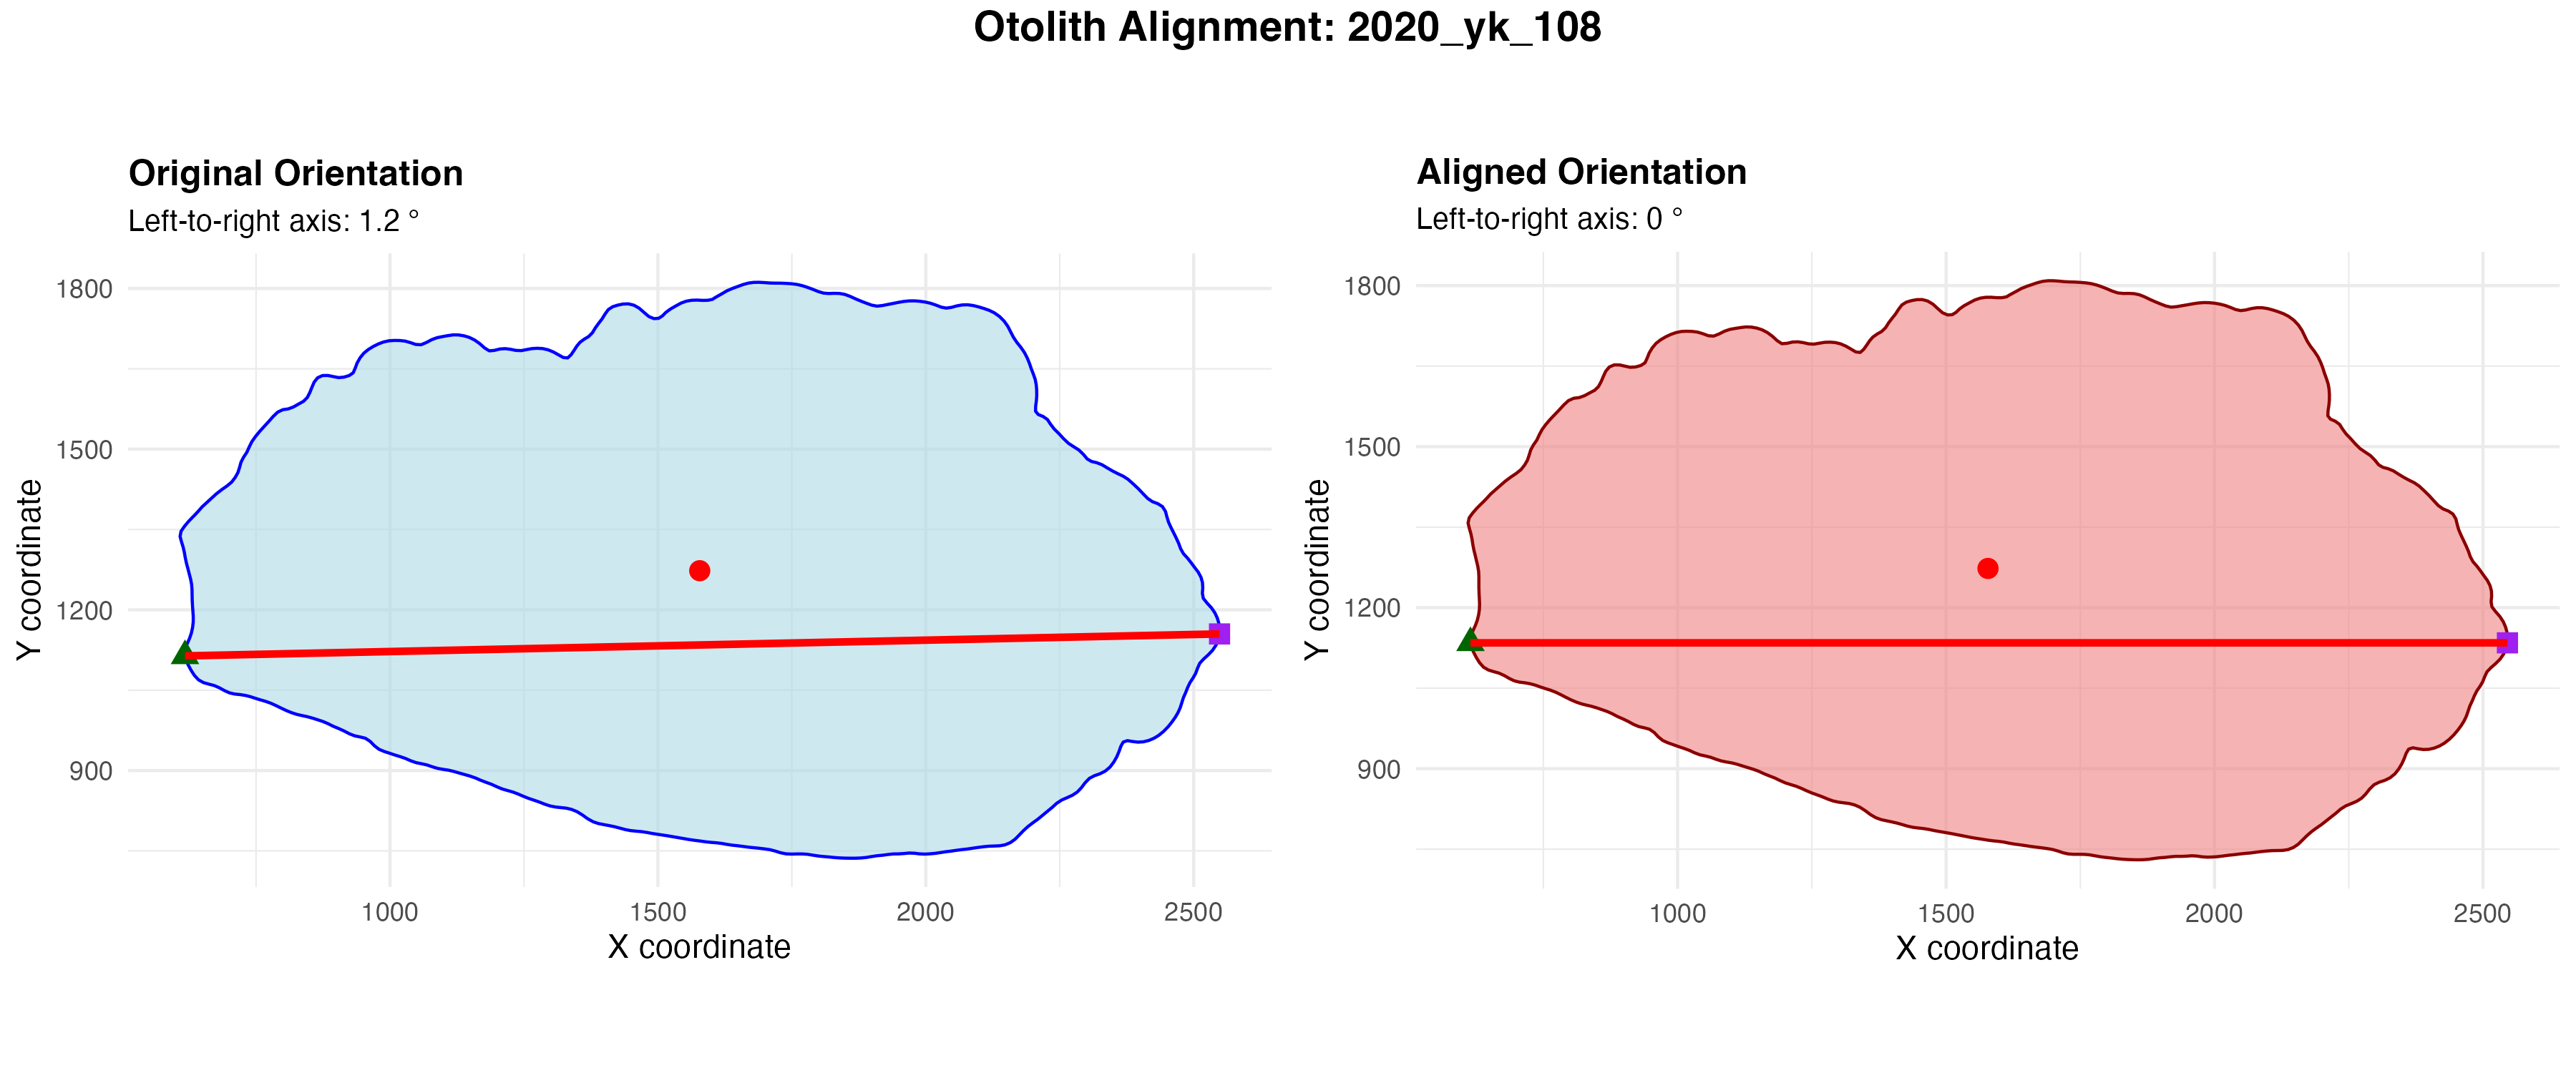 Otolith Alignment: 2020_yk_108
Original Orientation
Left-to-right axis: 1.2 °
1800
1500
1200
900
Y coordinate
1000
1500
2000
2500
X coordinate
Aligned Orientation
Left-to-right axis: 0 °
1800
1500
1200
900
Y coordinate
1000
1500
2000
2500
X coordinate